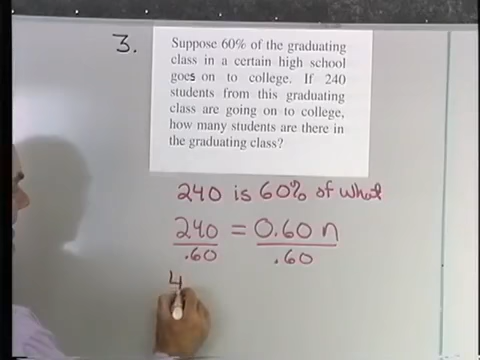 3.
Suppose 60% of the graduating
class in a certain high school
goes on to college. If 240
students from this graduating
class are going on to college,
how many students are there in
the graduating class?
240 is 60% of what
240 = 0.60 n
.60 .60
4